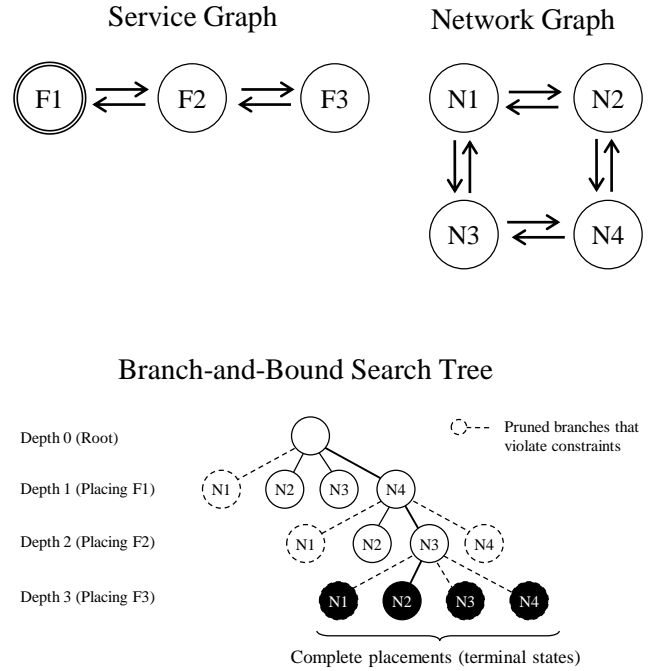 Service Graph
Network Graph
F1
F2
F3
N1
N2
N3
N4
Branch-and-Bound Search Tree
Depth 0 (Root)
Pruned branches that
violate constraints
Depth 1 (Placing F1)
N1
N2
N3
N4
Depth 2 (Placing F2)
N1
N2
N3
N4
Depth 3 (Placing F3)
N1
N2
N3
N4
Complete placements (terminal states)